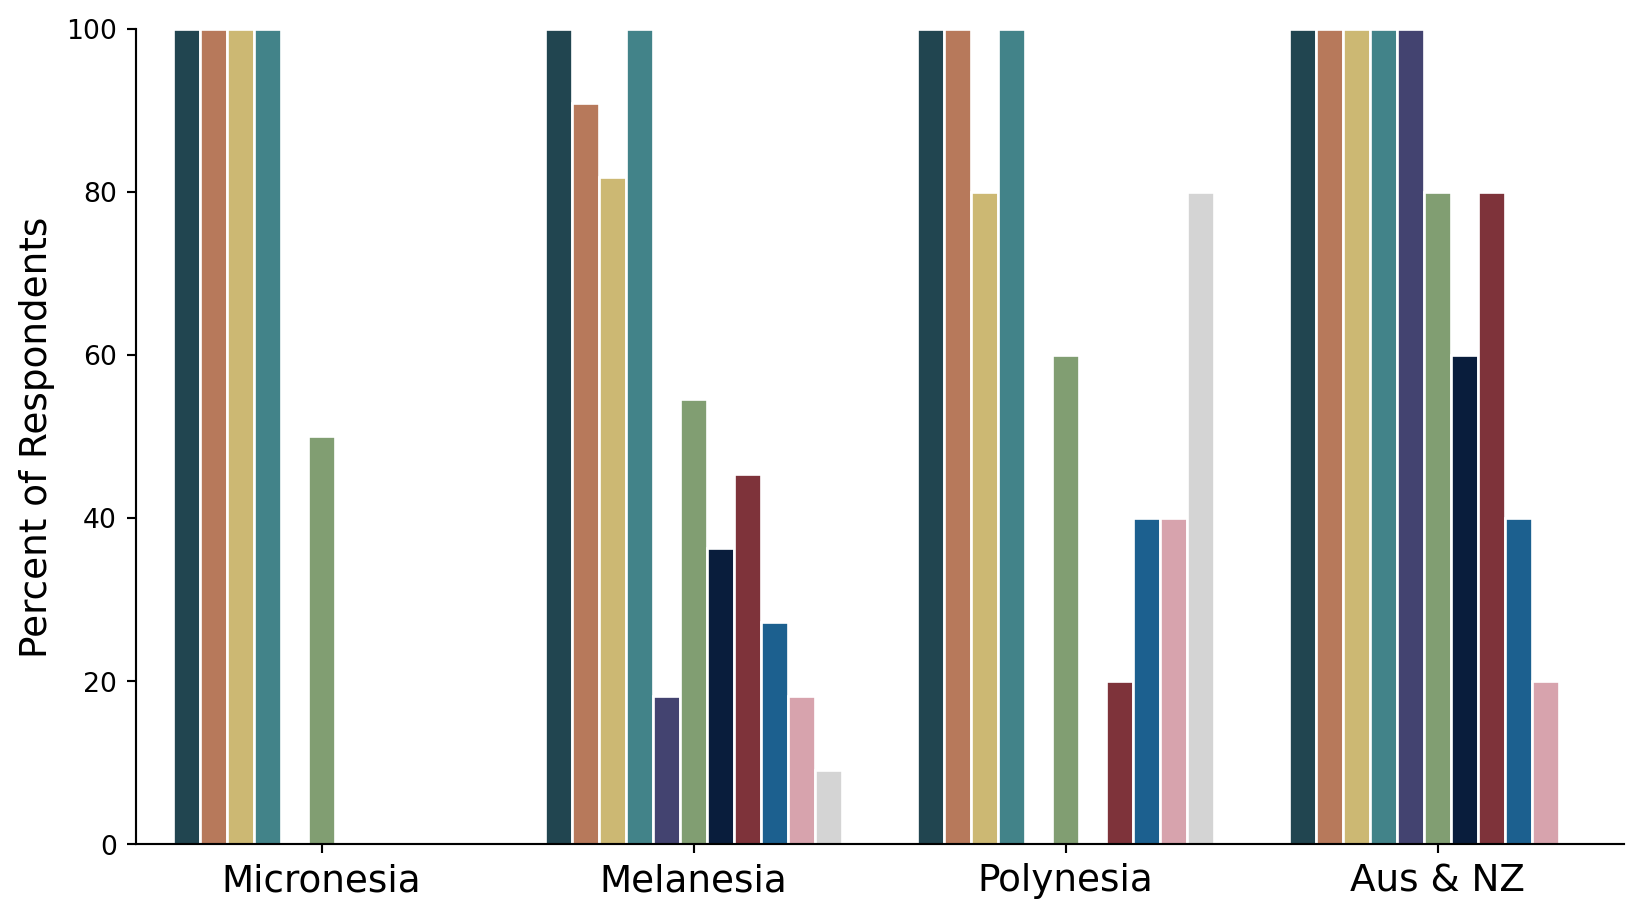 Percent of Respondents
100
80
60
40
20
0
Micronesia
Melanesia
Polynesia
Aus & NZ